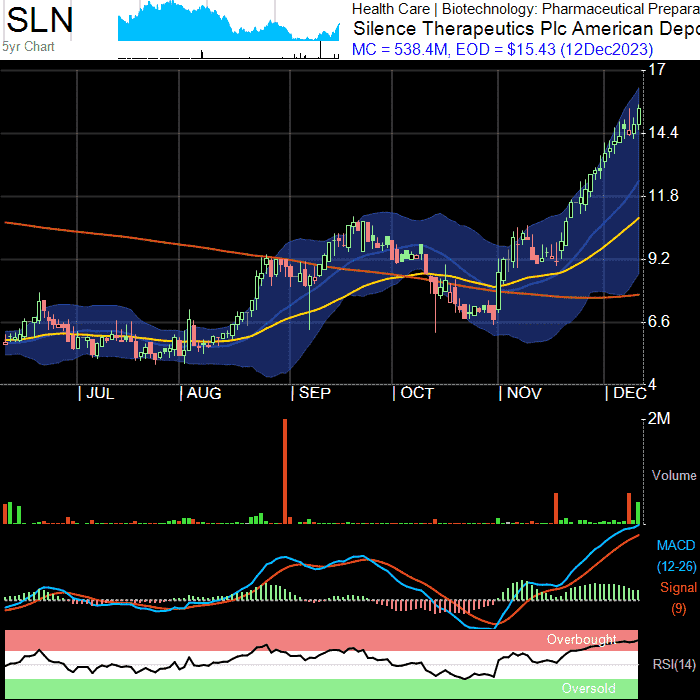 SLN
5yr Chart
Health Care | Biotechnology: Pharmaceutical Prepara
Silence Therapeutics Plc American Depo
MC = 538.4M, EOD = $15.43 (12Dec2023)
17
14.4
11.8
9.2
6.6
4
JUL
AUG
SEP
OCT
NOV
DEC
2M
Volume
MACD
(12-26)
Signal
(9)
Overbought
RSI(14)
Oversold